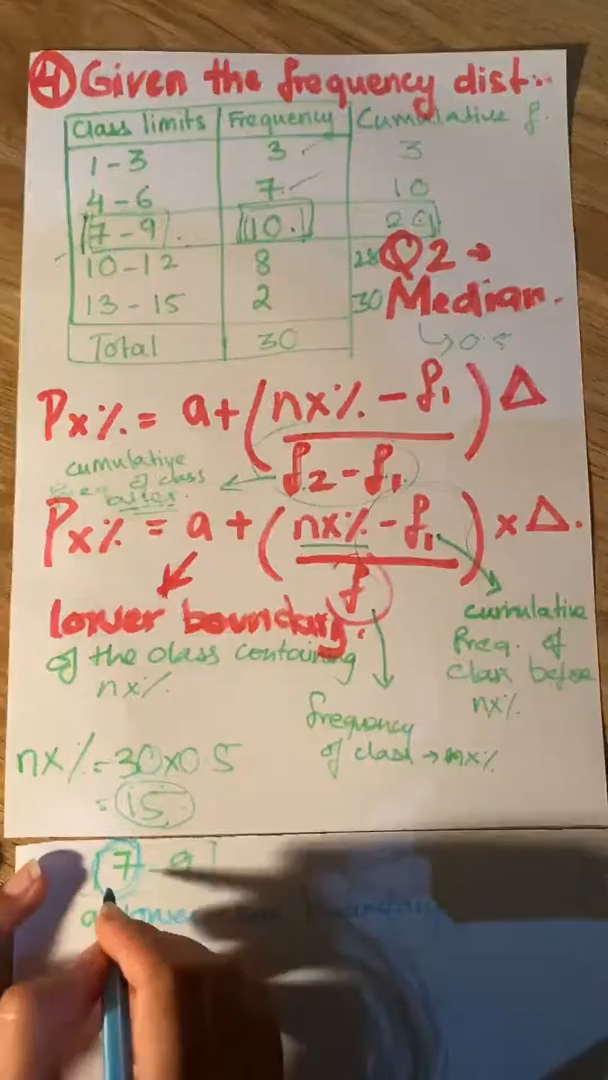 ④ Given the frequency dist...
Class limits Frequency Cumulative f.
1-3 3 3
4-6 7 10
7-9 10 20
10-12 8 28
13-15 2 30
Total 30
Q2 →
Median.
↳ 0.5
Px% = a + (nx% - f₁ / f₂ - f₁) Δ
cumulative
of class
Px% = a + (nx% - f₁ / f) x Δ.
lower boundary.
of the class containing
nx%
cumulative
freq. of
class before
nx%
frequency
of class → nx%
nx% = 30x0.5
= 15
7-9
a lower boundary